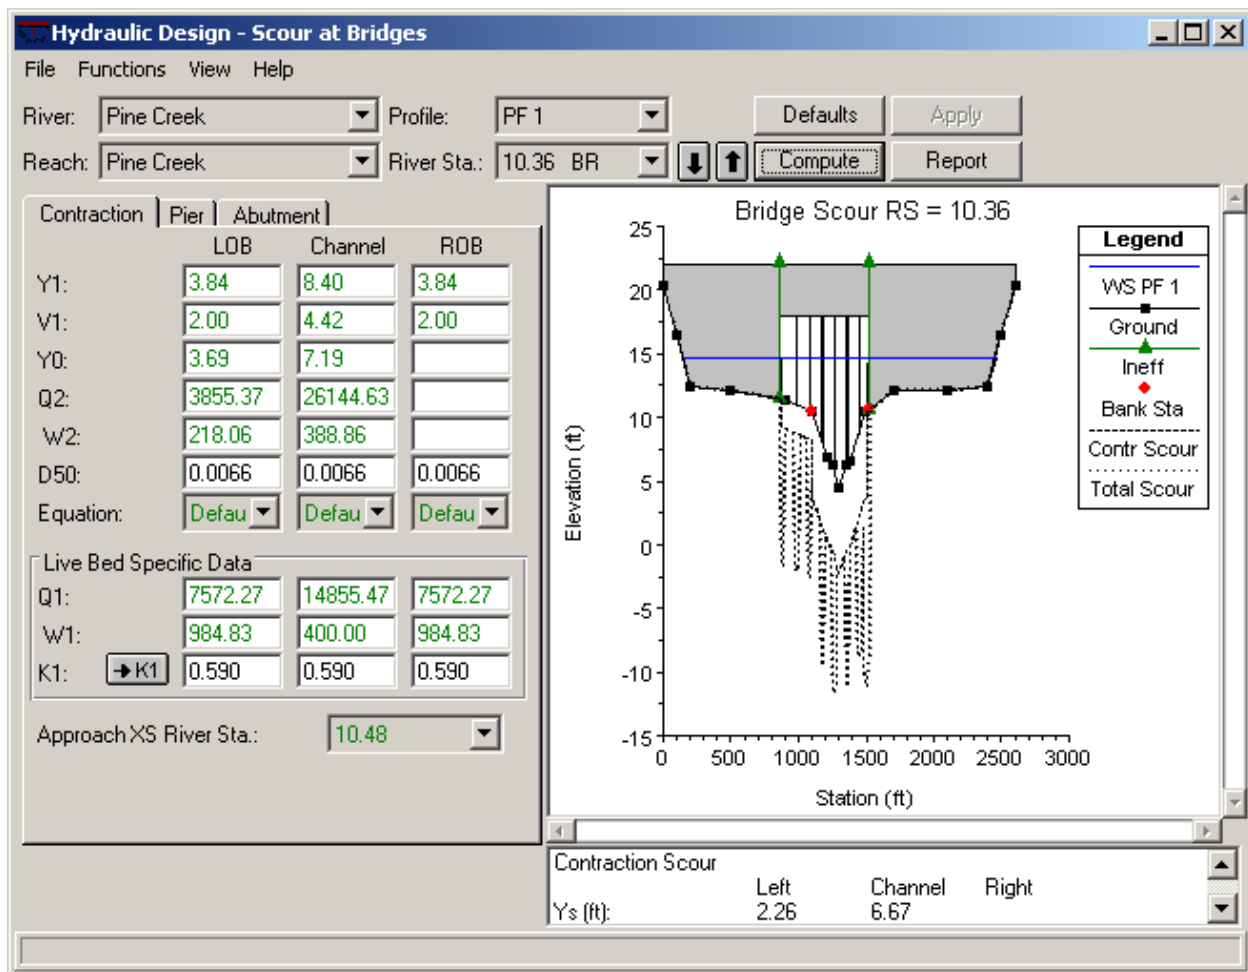 Hydraulic Design - Scour at Bridges
File Functions View Help
River: Pine Creek Profile: PF 1 Defaults Apply
Reach: Pine Creek River Sta.: 10.36 BR Compute Report
Contraction Pier Abutment
LOB Channel ROB
Y1: 3.84 8.40 3.84
V1: 2.00 4.42 2.00
Y0: 3.69 7.19
Q2: 3855.37 26144.63
W2: 218.06 388.86
D50: 0.0066 0.0066 0.0066
Equation: Defau Defau Defau
Live Bed Specific Data
Q1: 7572.27 14855.47 7572.27
W1: 984.83 400.00 984.83
K1: K1 0.590 0.590 0.590
Approach XS River Sta.: 10.48
Bridge Scour RS = 10.36
25
20
15
10
5
0
-5
-10
-15
Elevation (ft)
0 500 1000 1500 2000 2500 3000
Station (ft)
Legend
WS PF 1
Ground
Ineff
Bank Sta
Contr Scour
Total Scour
Contraction Scour
Left Channel Right
Ys (ft): 2.26 6.67